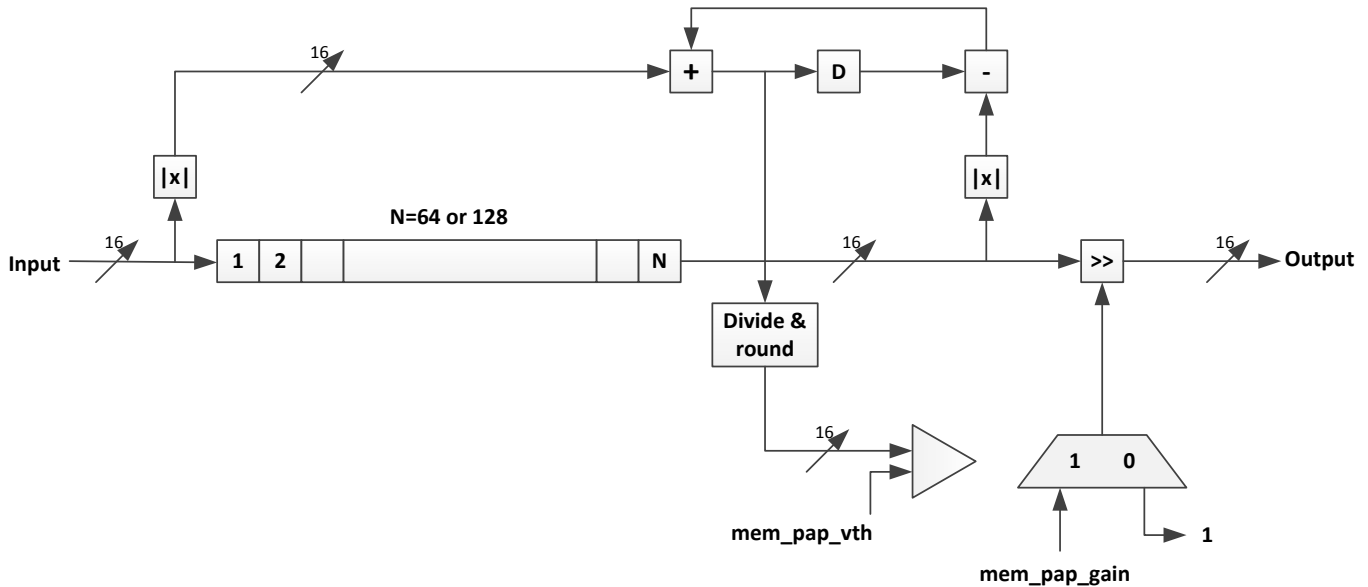 16
+
D
-
|x|
|x|
N=64 or 128
Input
16
1
2
N
16
>>
16
Output
Divide &
round
16
1
0
mem_pap_vth
1
mem_pap_gain